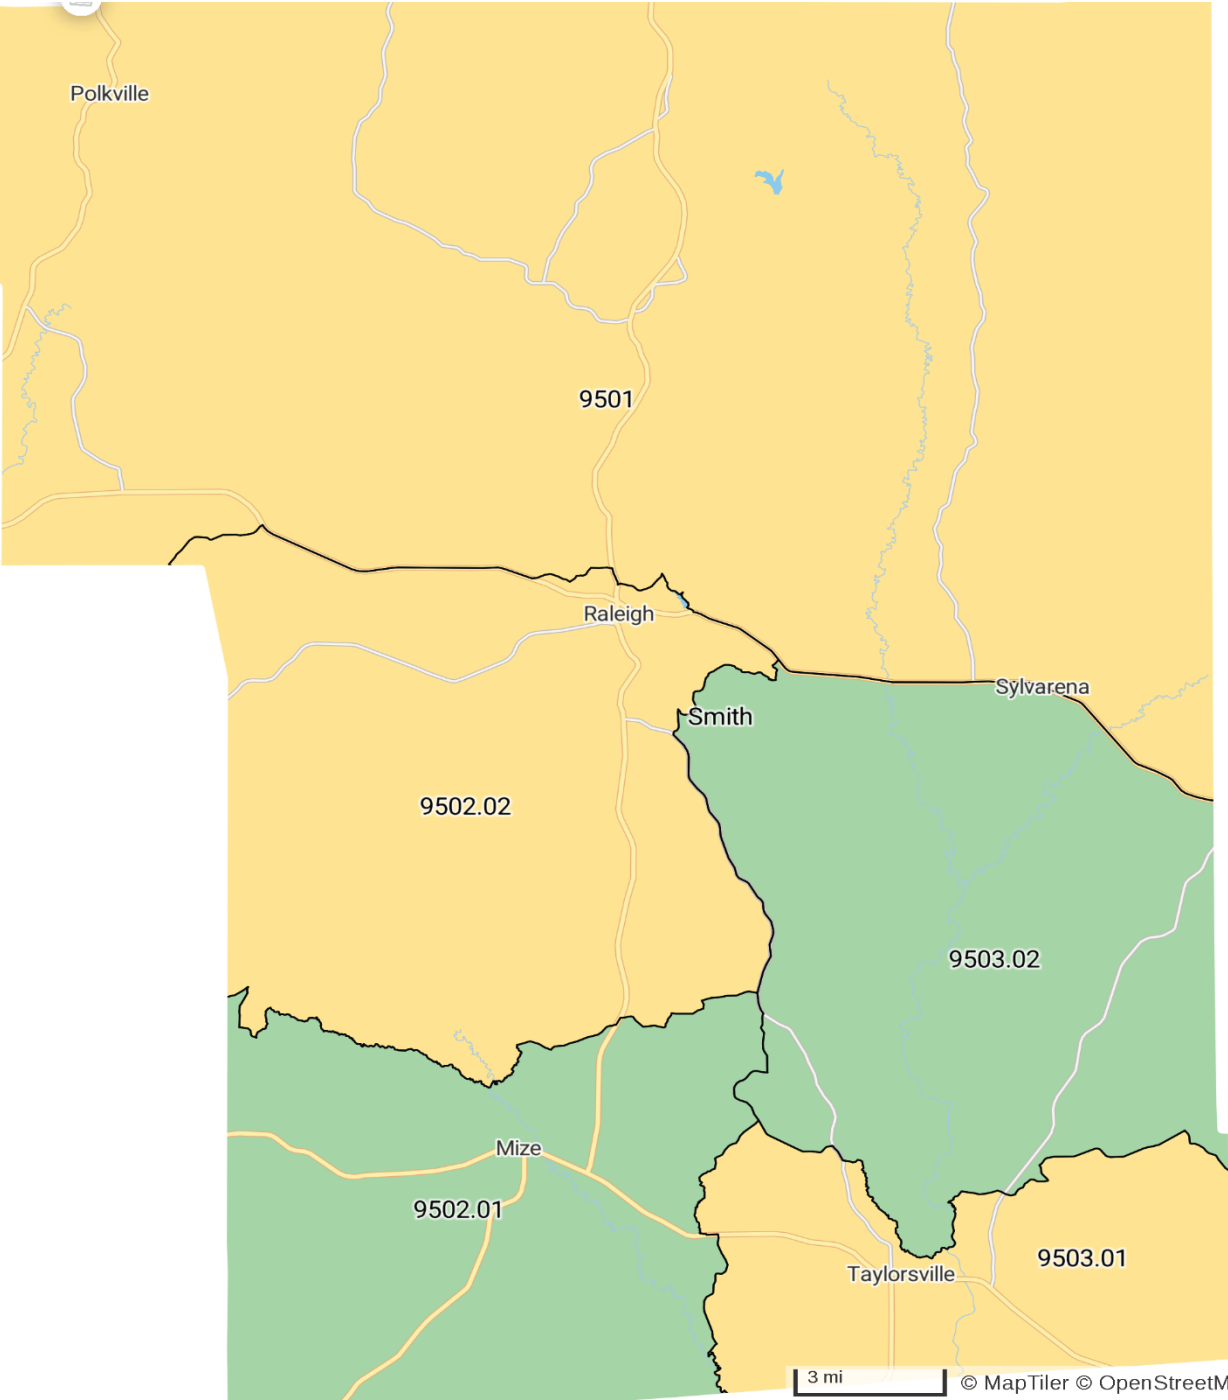 Polkville
9501
Raleigh
Sylvarena
Smith
9502.02
9503.02
Mize
9502.01
9503.01
Taylorsville
3 mi
© MapTiler © OpenStreetM